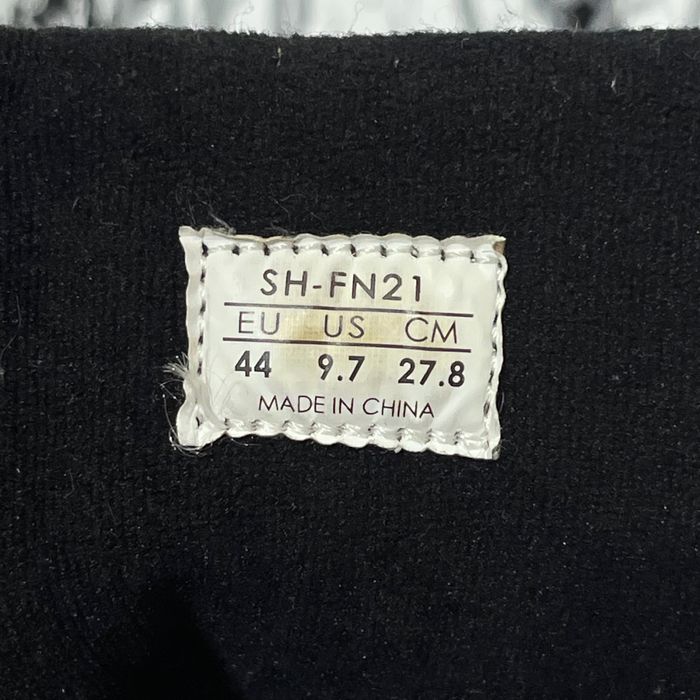 SH-FN21
EU US CM
44 9.7 27.8
MADE IN CHINA